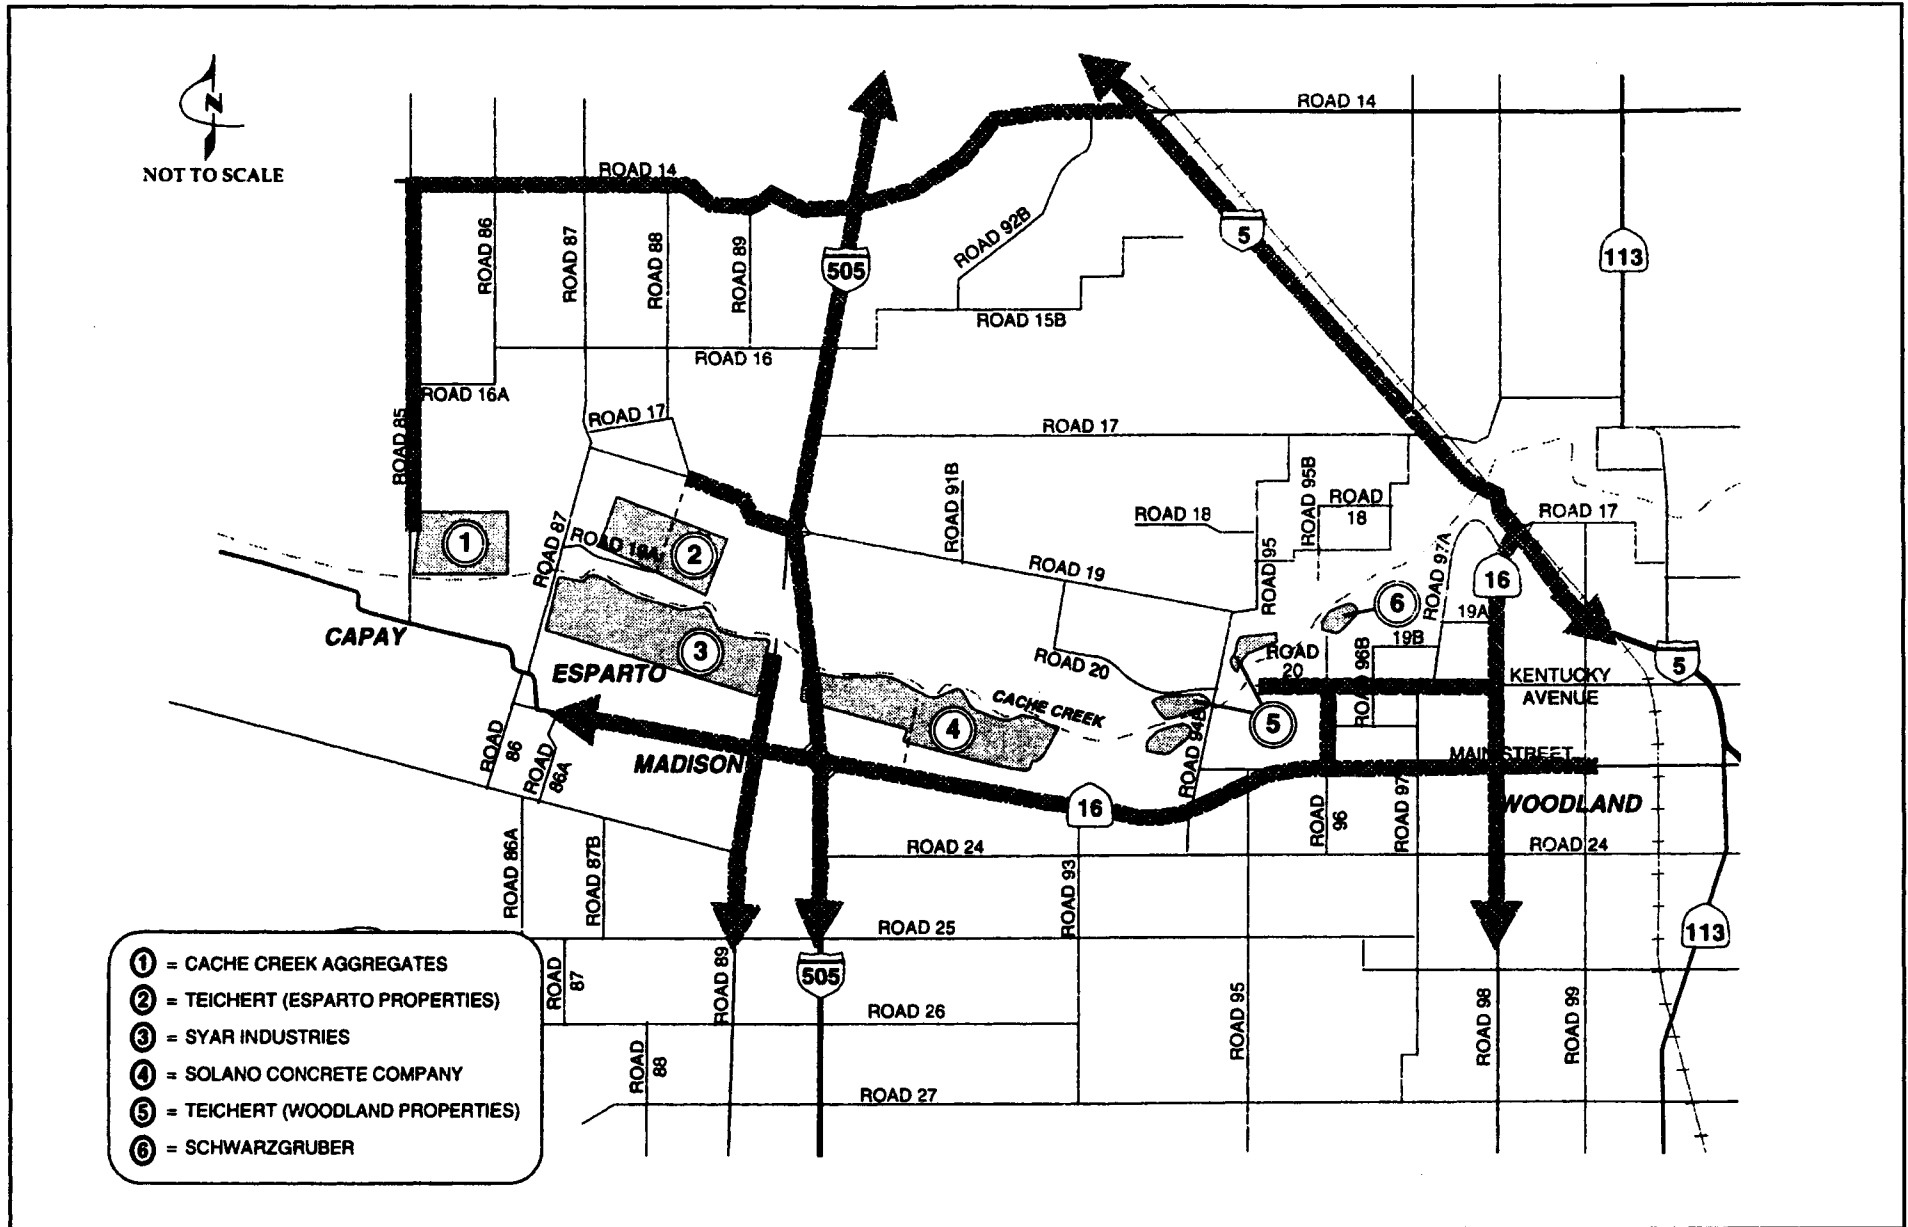 N
NOT TO SCALE
ROAD 14
ROAD 14
5
113
505
ROAD 86
ROAD 87
ROAD 88
ROAD 89
ROAD 92B
ROAD 15B
ROAD 16
ROAD 16A
ROAD 85
ROAD 17
ROAD 17
ROAD 91B
ROAD 18
ROAD 95
ROAD 95B
ROAD
18
ROAD 17
ROAD 97A
1
ROAD 87
ROAD 19A
2
ROAD 19
16
6
19A
19B
ROAD 96B
CAPAY
ESPARTO
3
ROAD 20
ROAD
20
5
KENTUCKY
AVENUE
CACHE CREEK
4
5
ROAD 94B
ROAD
86
ROAD
86A
MADISON
MAIN STREET
16
WOODLAND
ROAD
96
ROAD 97
ROAD 24
ROAD 24
ROAD 86A
ROAD 87B
ROAD 93
ROAD 25
113
ROAD
87
ROAD 89
505
ROAD 26
ROAD
88
ROAD 95
ROAD 98
ROAD 99
ROAD 27
1 = CACHE CREEK AGGREGATES
2 = TEICHERT (ESPARTO PROPERTIES)
3 = SYAR INDUSTRIES
4 = SOLANO CONCRETE COMPANY
5 = TEICHERT (WOODLAND PROPERTIES)
6 = SCHWARZGRUBER